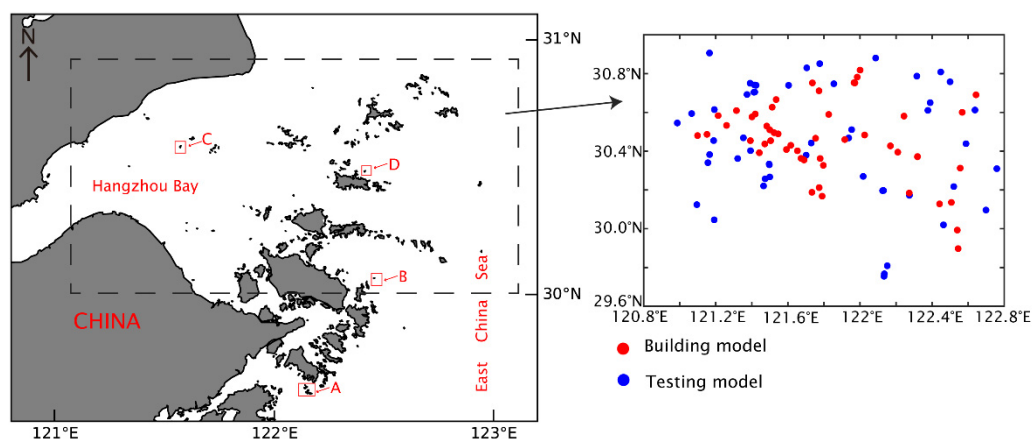 N
31°N
C
D
Hangzhou Bay
B
East China Sea
30°N
CHINA
A
121°E
122°E
123°E
30.8°N
30.4°N
30.0°N
29.6°N
120.8°E
121.2°E
121.6°E
122°E
122.4°E
122.8°E
Building model
Testing model